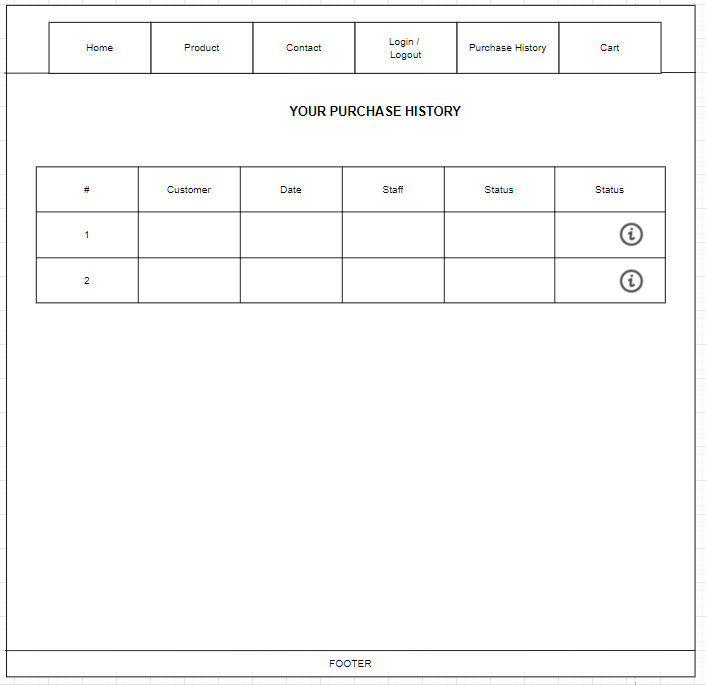 Home Product Contact Login / Logout Purchase History Cart
YOUR PURCHASE HISTORY
# Customer Date Staff Status Status
1
2
FOOTER